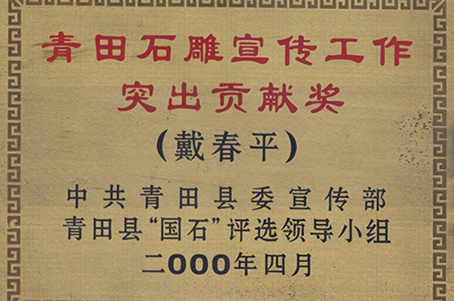 青田石雕宣传工作
突出贡献奖
(戴春平)
中共青田县委宣传部
青田县“国石”评选领导小组
二000年四月